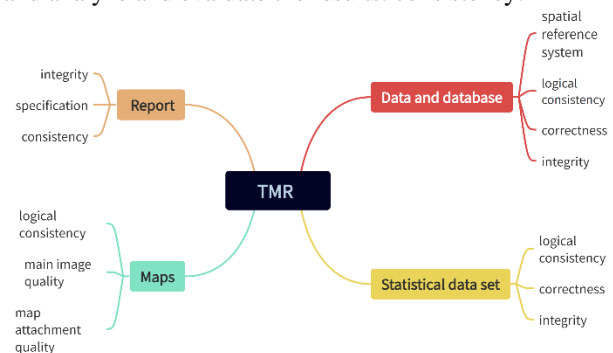 spatial
reference
system
integrity
specification
consistency
Report
Data and database
logical
consistency
correctness
integrity
TMR
logical
consistency
main image
quality
map
attachment
quality
Maps
Statistical data set
logical
consistency
correctness
integrity